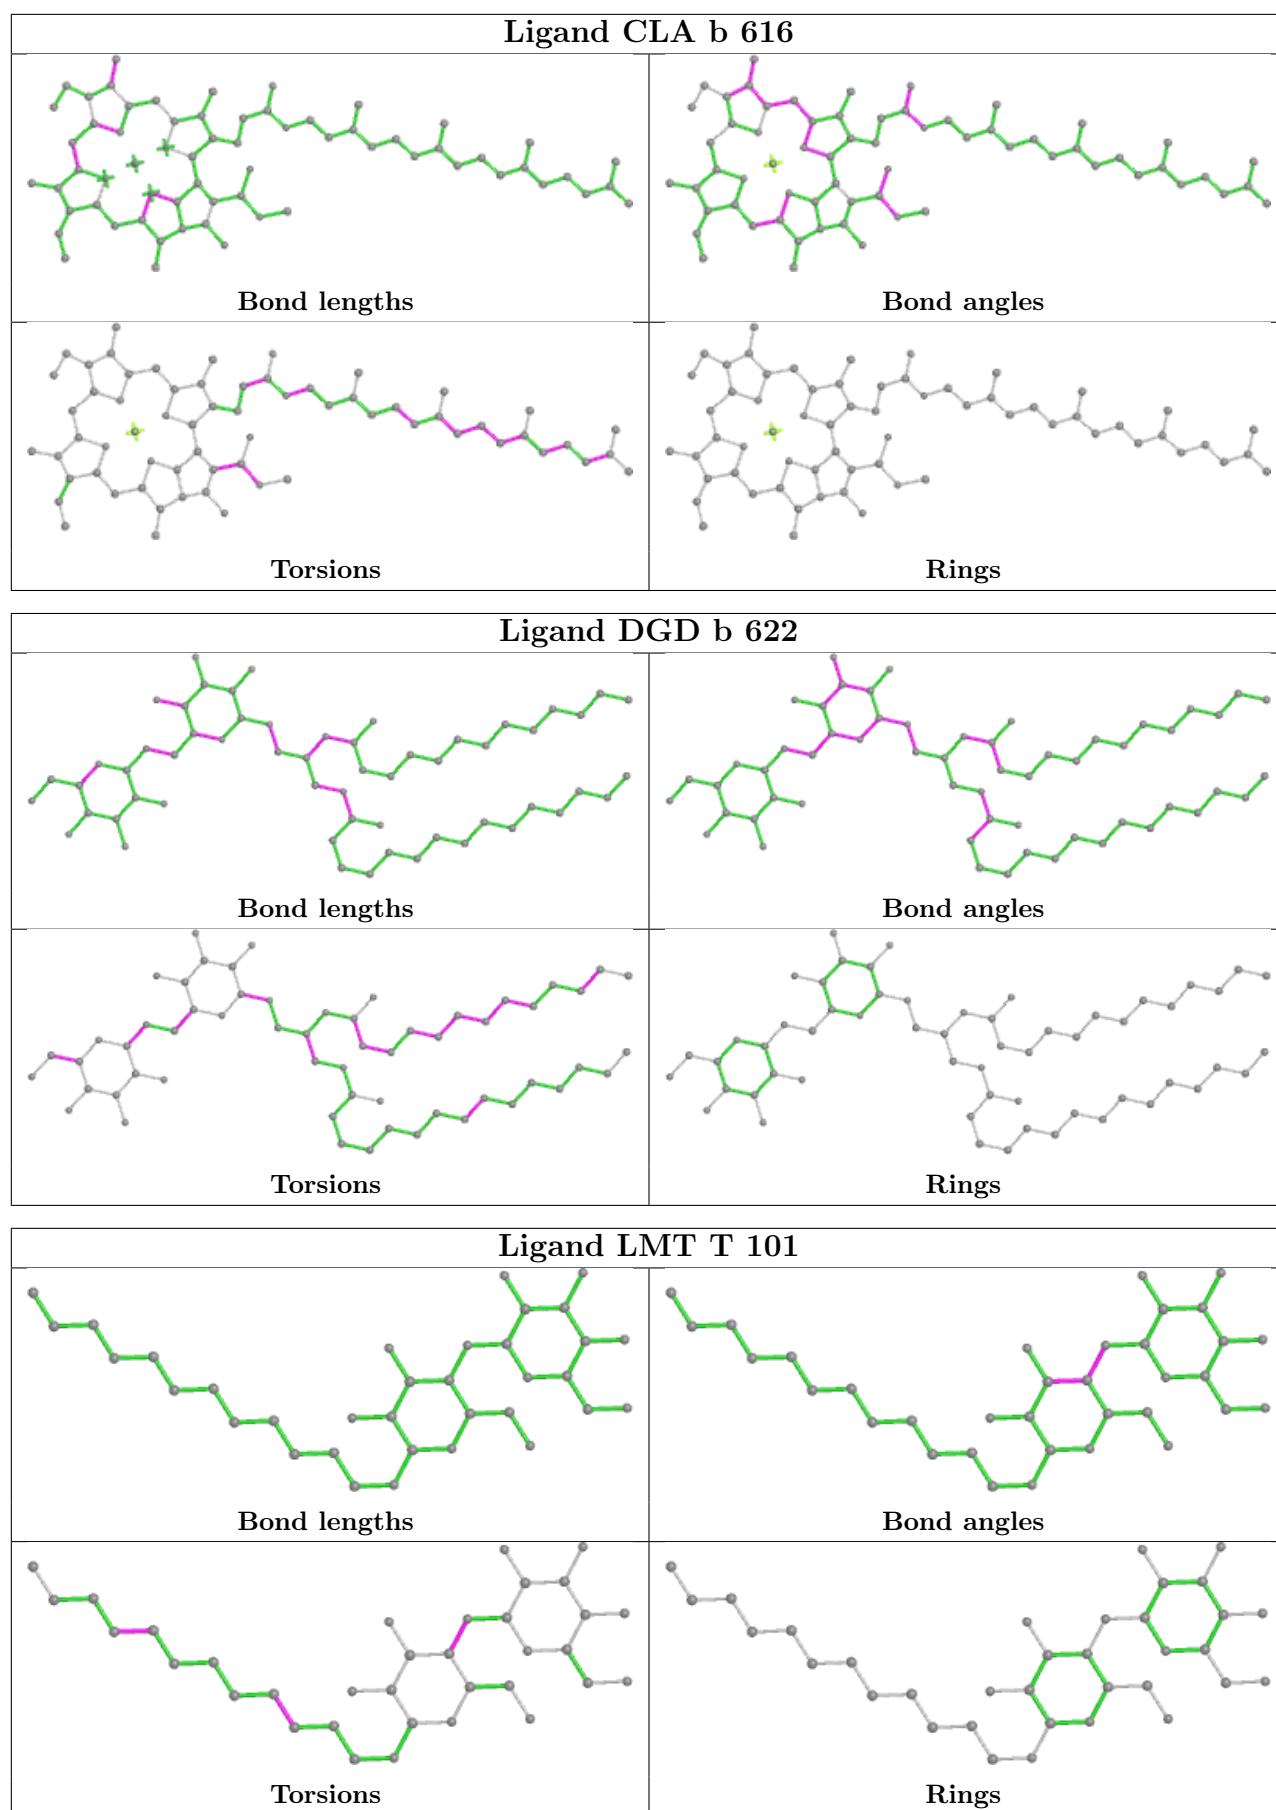 Ligand CLA b 616
Bond lengths
Bond angles
Torsions
Rings
Ligand DGD b 622
Bond lengths
Bond angles
Torsions
Rings
Ligand LMT T 101
Bond lengths
Bond angles
Torsions
Rings